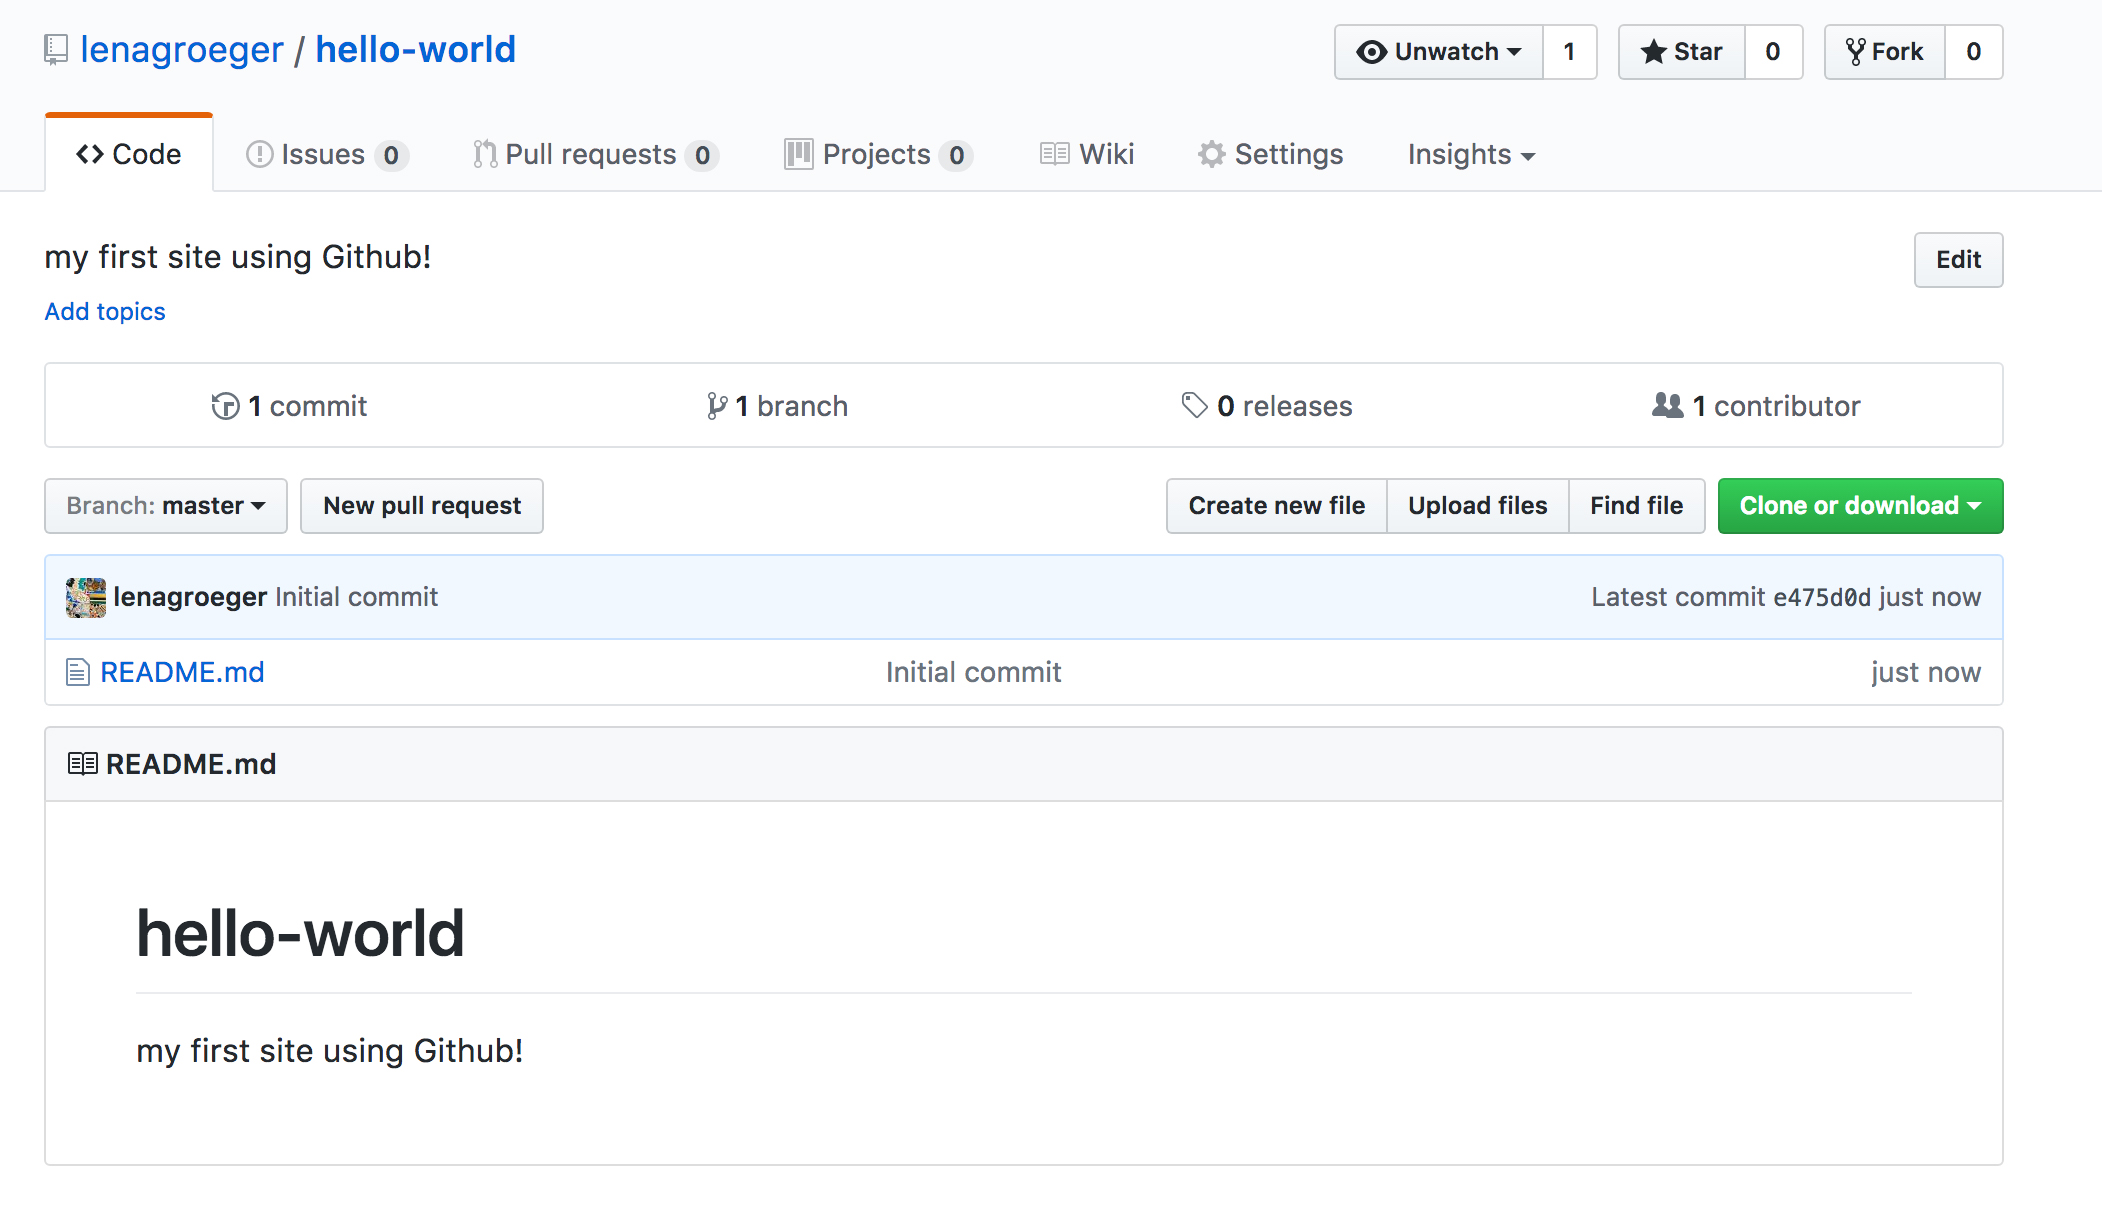 lenagroeger / hello-world Unwatch 1 Star 0 Fork 0
Code Issues 0 Pull requests 0 Projects 0 Wiki Settings Insights
my first site using Github! Edit
Add topics
1 commit 1 branch 0 releases 1 contributor
Branch: master New pull request Create new file Upload files Find file Clone or download
lenagroeger Initial commit Latest commit e475d0d just now
README.md Initial commit just now
README.md
hello-world
my first site using Github!